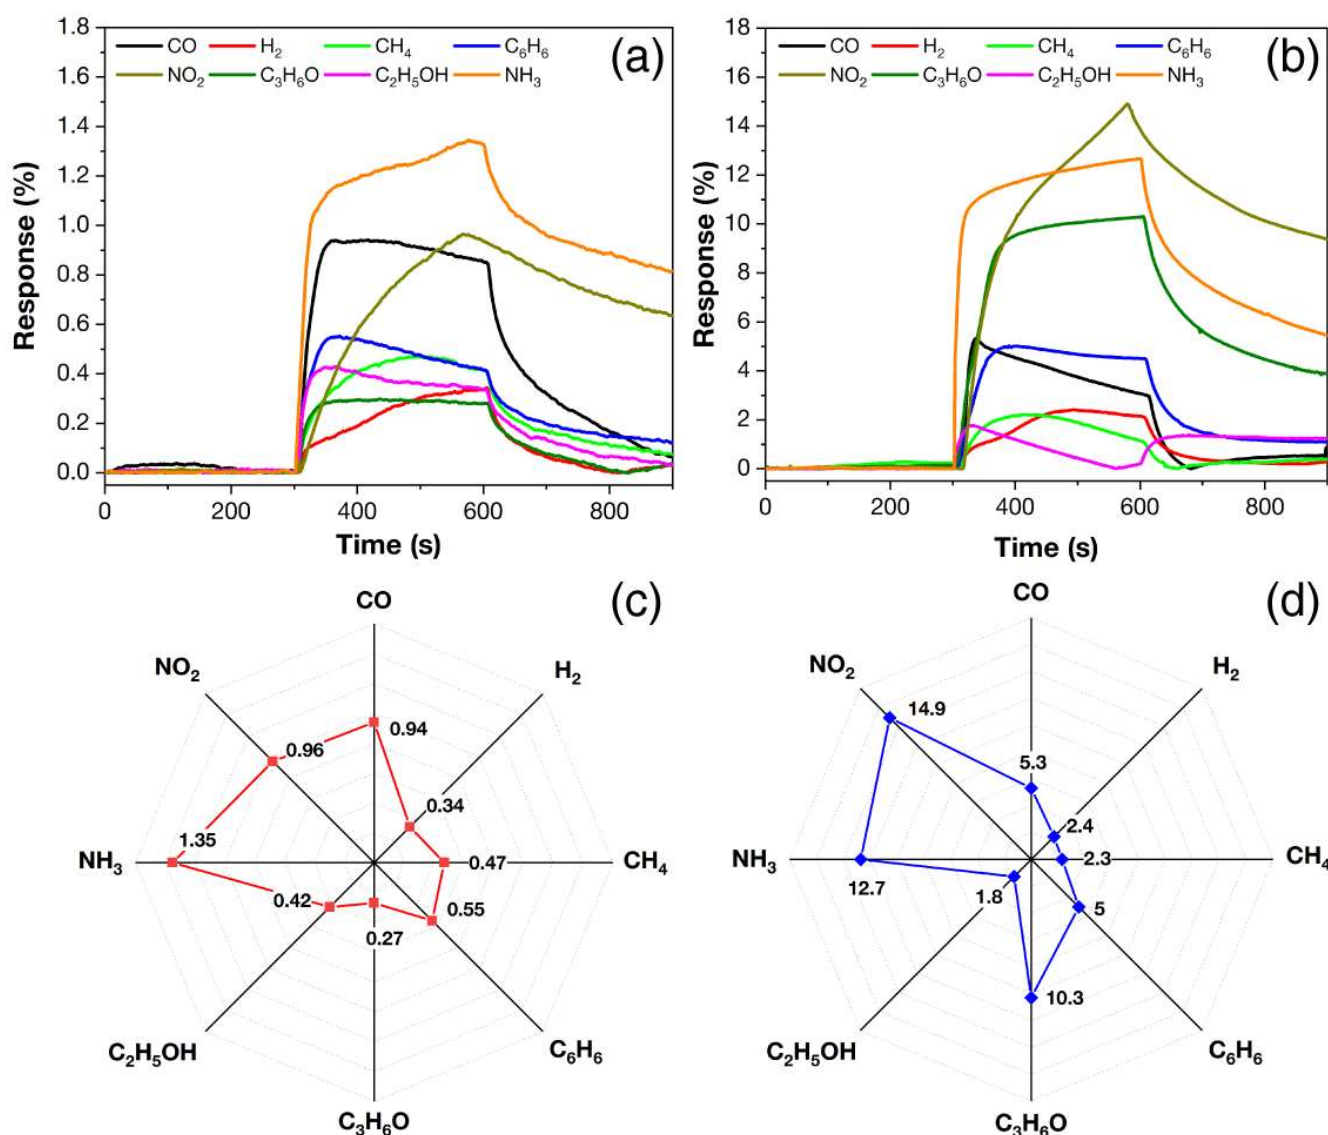 (a)
CO H₂ CH₄ C₆H₆
NO₂ C₃H₆O C₂H₅OH NH₃
Response (%)
1.8
1.6
1.4
1.2
1.0
0.8
0.6
0.4
0.2
0.0
0 200 400 600 800
Time (s)
(b)
CO H₂ CH₄ C₆H₆
NO₂ C₃H₆O C₂H₅OH NH₃
Response (%)
18
16
14
12
10
8
6
4
2
0
0 200 400 600 800
Time (s)
(c)
CO
H₂
CH₄
C₆H₆
C₃H₆O
C₂H₅OH
NH₃
NO₂
0.94
0.34
0.47
0.55
0.27
0.42
1.35
0.96
(d)
CO
H₂
CH₄
C₆H₆
C₃H₆O
C₂H₅OH
NH₃
NO₂
5.3
2.4
2.3
5
10.3
1.8
12.7
14.9